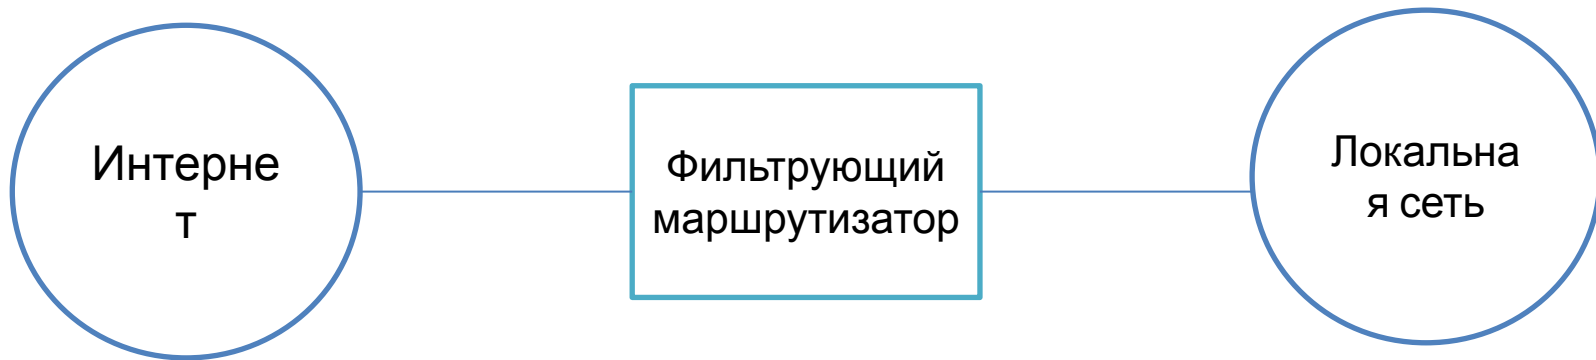 Интерне
т
Фильтрующий
маршрутизатор
Локальна
я сеть